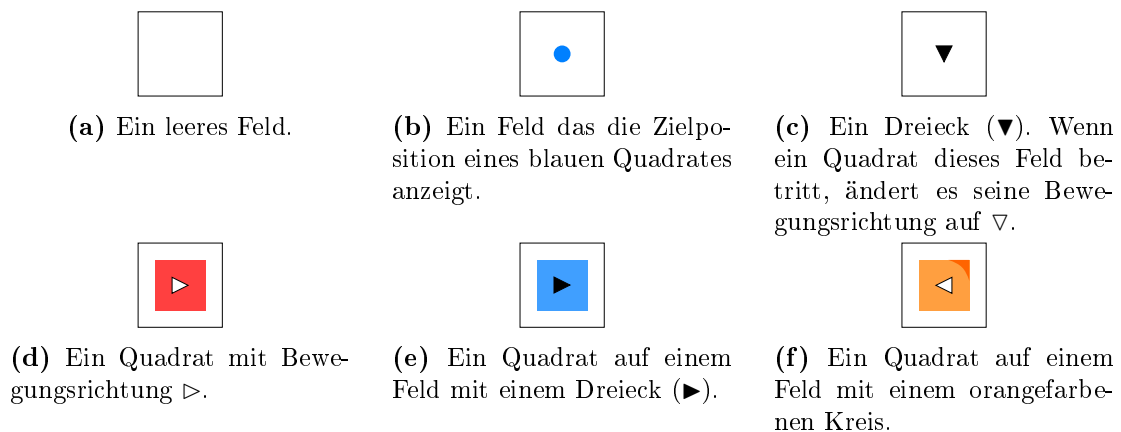 (a) Ein leeres Feld.
(b) Ein Feld das die Zielpo-
sition eines blauen Quadrates
anzeigt.
(c) Ein Dreieck (▼). Wenn
ein Quadrat dieses Feld be-
tritt, ändert es seine Bewe-
gungsrichtung auf ▽.
(d) Ein Quadrat mit Bewe-
gungsrichtung ▷.
(e) Ein Quadrat auf einem
Feld mit einem Dreieck (▶).
(f) Ein Quadrat auf einem
Feld mit einem orangefarbe-
nen Kreis.